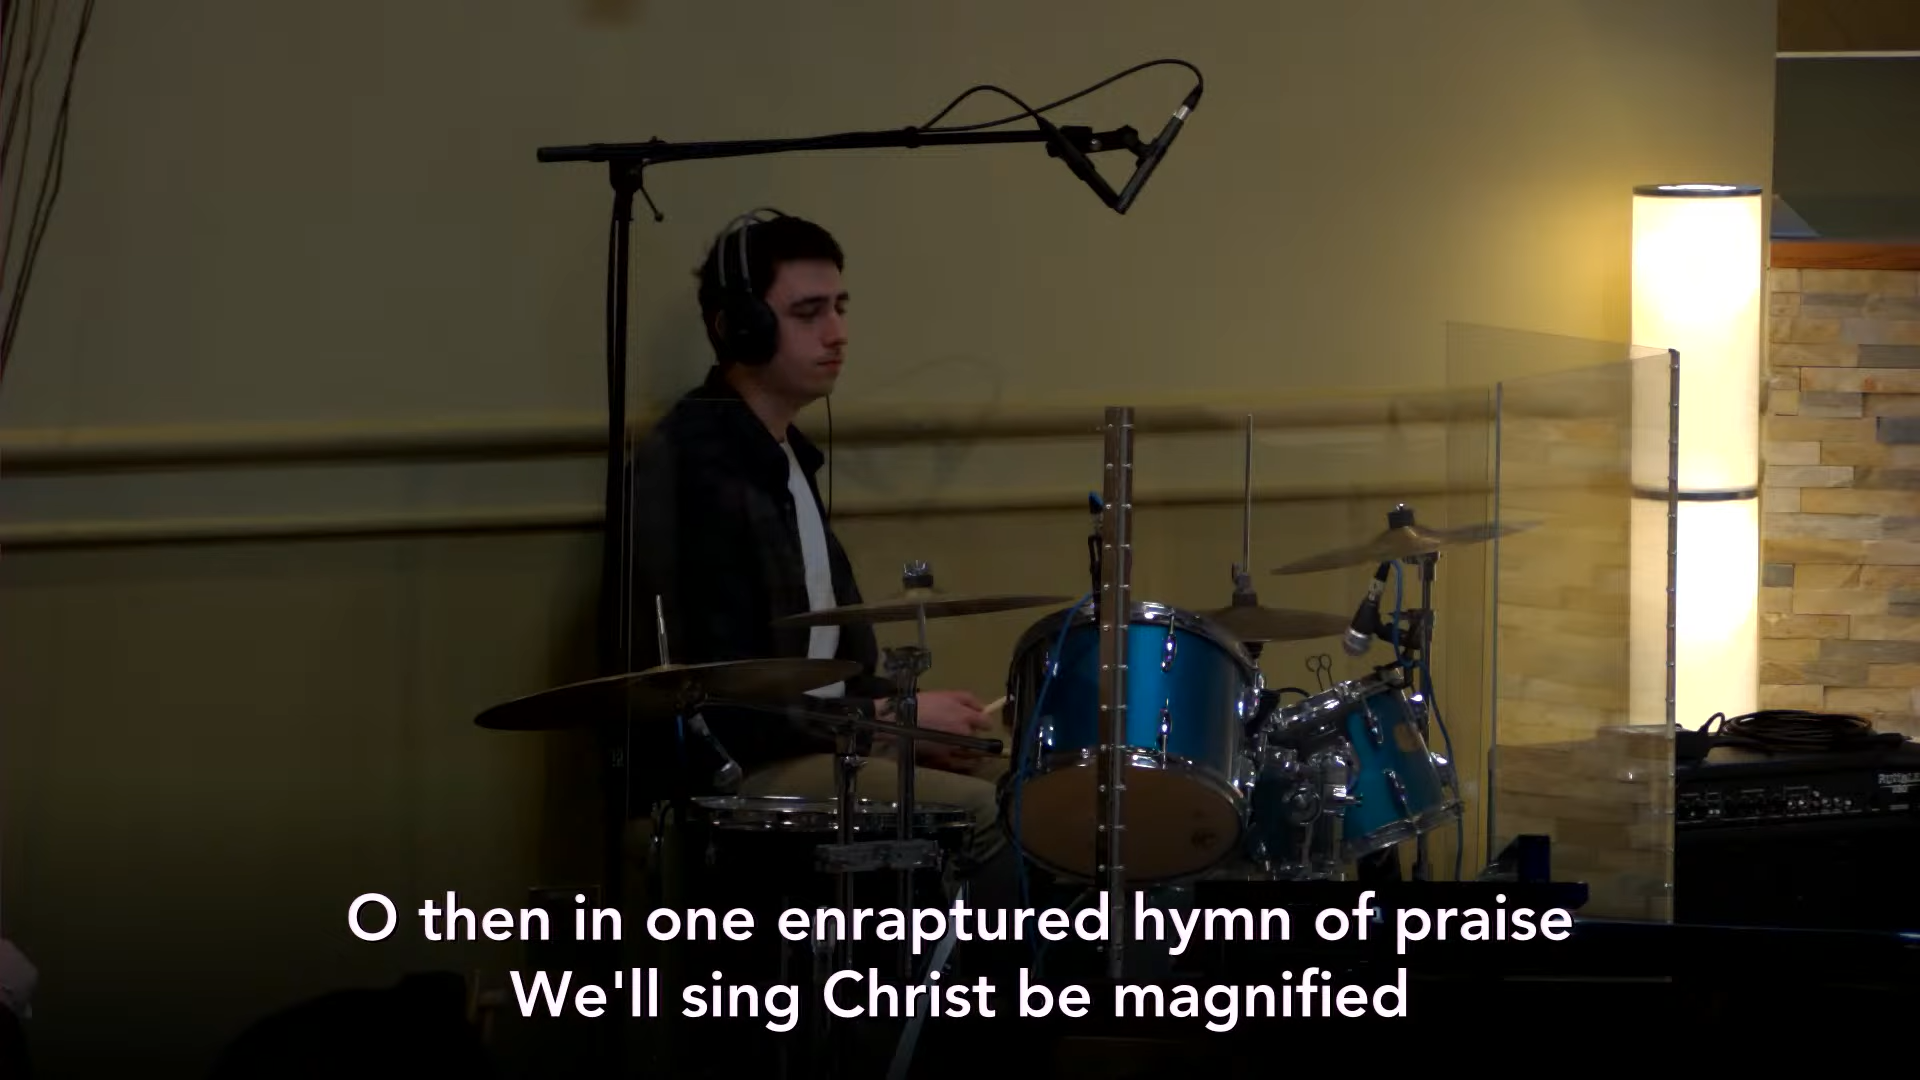 O then in one enraptured hymn of praise
We'll sing Christ be magnified